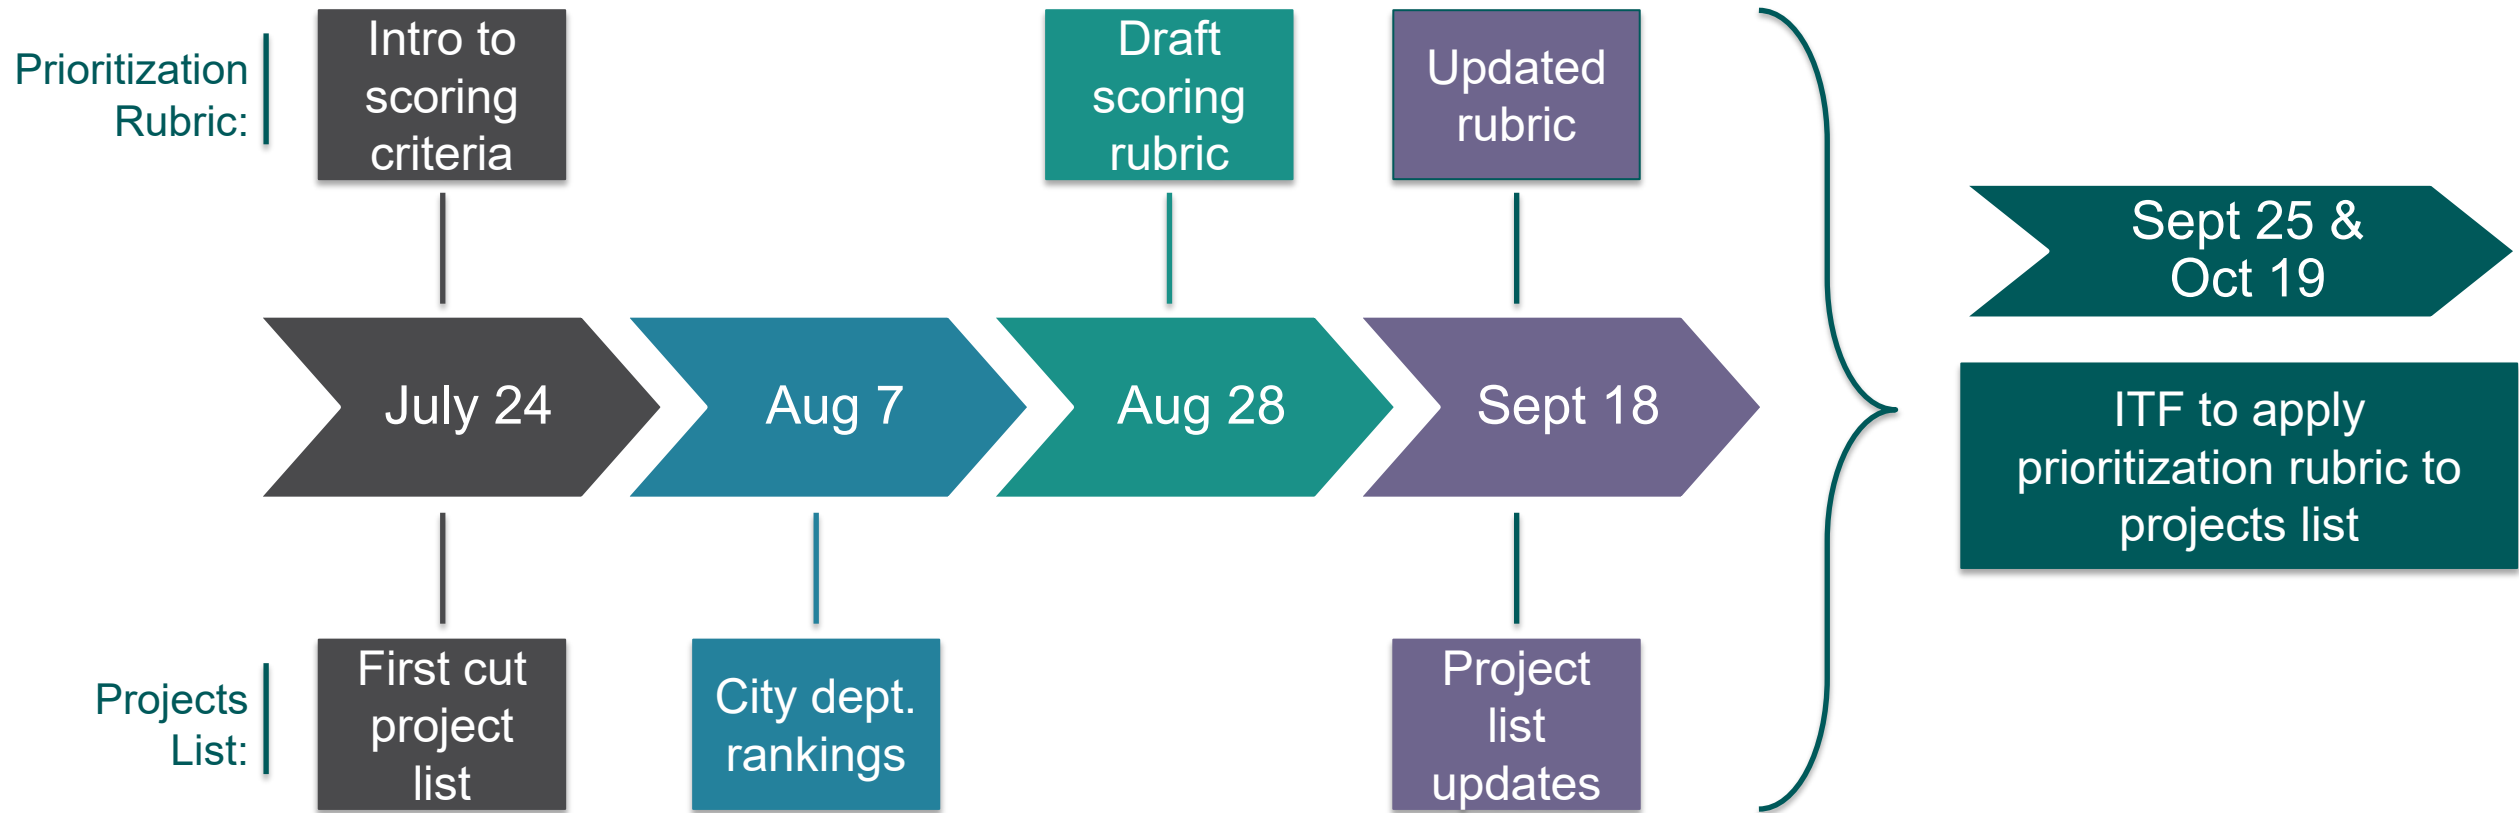 Prioritization
Rubric:
Intro to
scoring
criteria
Draft
scoring
rubric
Updated
rubric
July 24
Aug 7
Aug 28
Sept 18
Projects
List:
First cut
project
list
City dept.
rankings
Project
list
updates
Sept 25 &
Oct 19
ITF to apply
prioritization rubric to
projects list